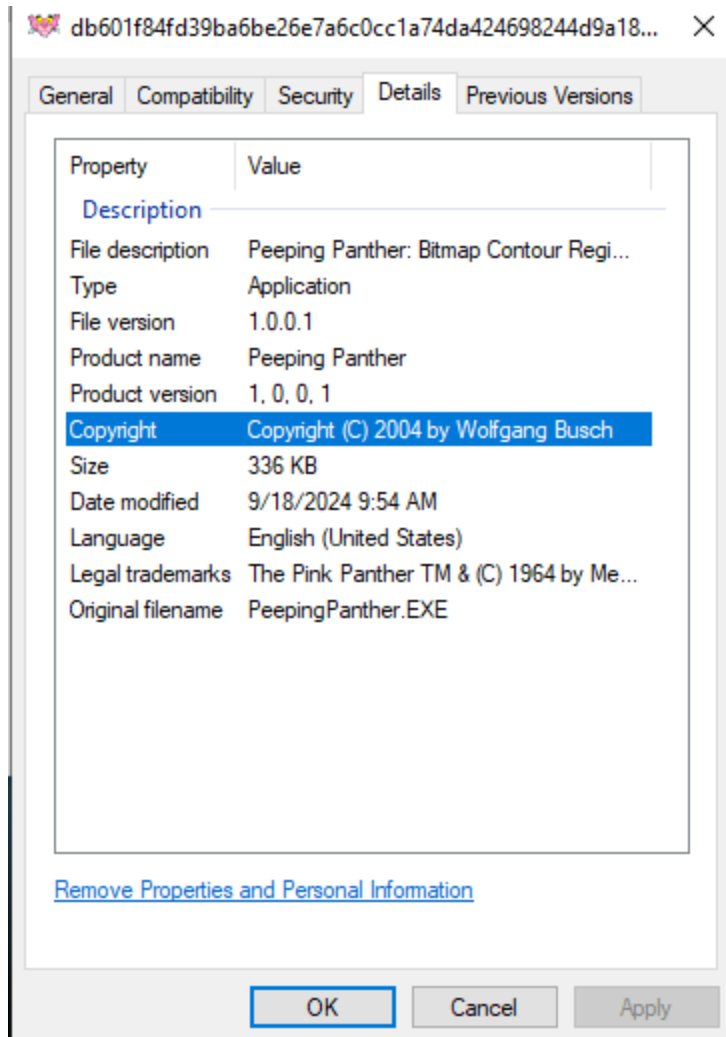 db601f84fd39ba6be26e7a6c0cc1a74da424698244d9a18...
General Compatibility Security Details Previous Versions
Property Value
Description
File description Peeping Panther: Bitmap Contour Regi...
Type Application
File version 1.0.0.1
Product name Peeping Panther
Product version 1, 0, 0, 1
Copyright Copyright (C) 2004 by Wolfgang Busch
Size 336 KB
Date modified 9/18/2024 9:54 AM
Language English (United States)
Legal trademarks The Pink Panther TM & (C) 1964 by Me...
Original filename PeepingPanther.EXE
Remove Properties and Personal Information
OK Cancel Apply